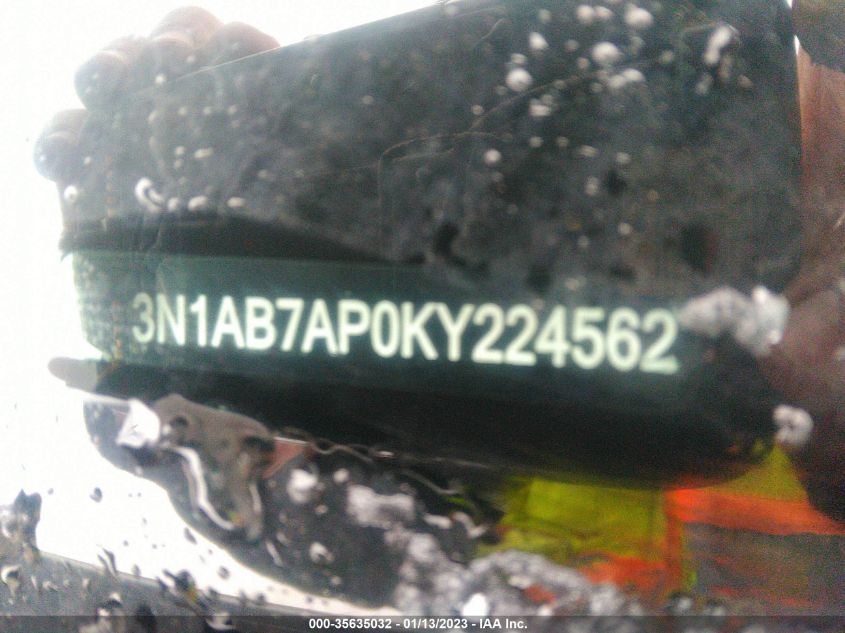 3N1AB7AP0KY224562
000-35635032 - 01/13/2023 - IAA Inc.